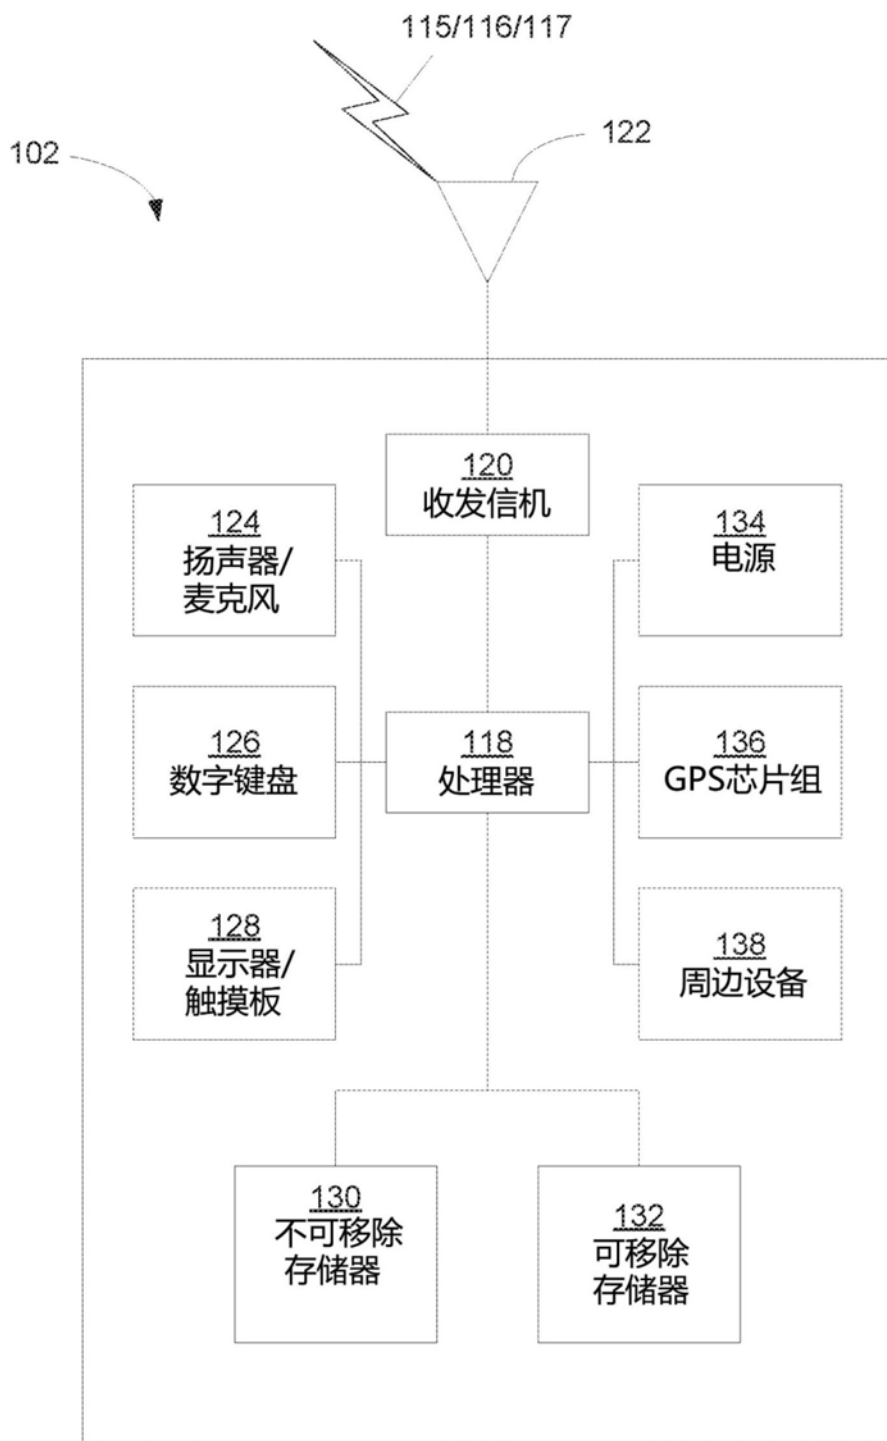 115/116/117
122
102
120
收发信机
124
扬声器/
麦克风
134
电源
126
数字键盘
118
处理器
136
GPS芯片组
128
显示器/
触摸板
138
周边设备
130
不可移除
存储器
132
可移除
存储器